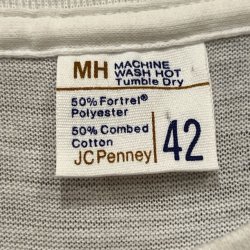 MH MACHINE
WASH HOT
Tumble Dry
50% Fortrel®
Polyester
50% Combed
Cotton
JCPenney
42